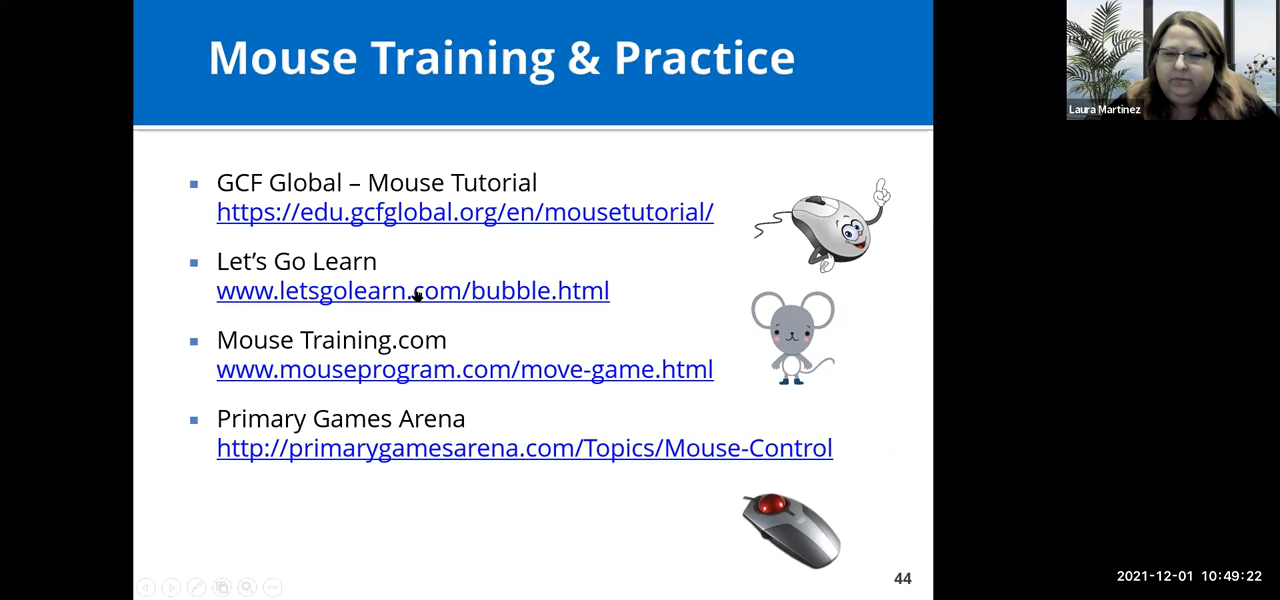 Mouse Training & Practice
Laura Martinez
GCF Global – Mouse Tutorial
https://edu.gcfglobal.org/en/mousetutorial/
Let's Go Learn
www.letsgolearn.com/bubble.html
Mouse Training.com
www.mouseprogram.com/move-game.html
Primary Games Arena
http://primarygamesarena.com/Topics/Mouse-Control
44
2021-12-01 10:49:22